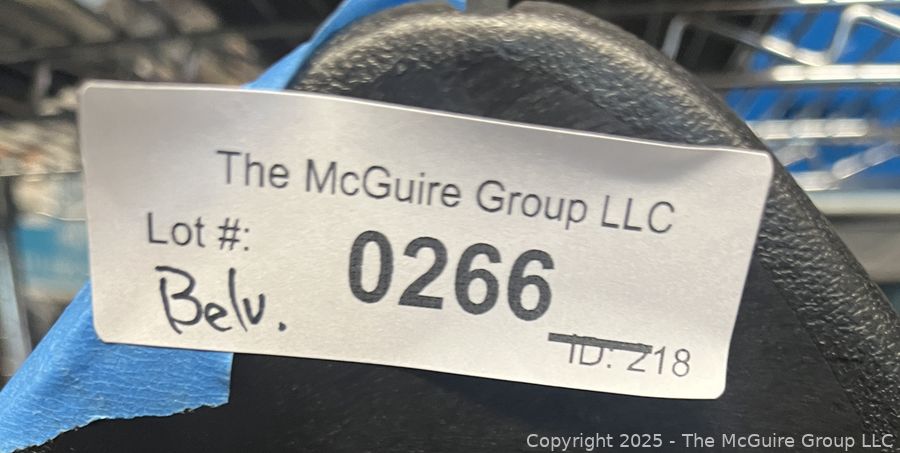 The McGuire Group LLC
Lot #: 0266
Belv.
ID: 218
Copyright 2025 - The McGuire Group LLC